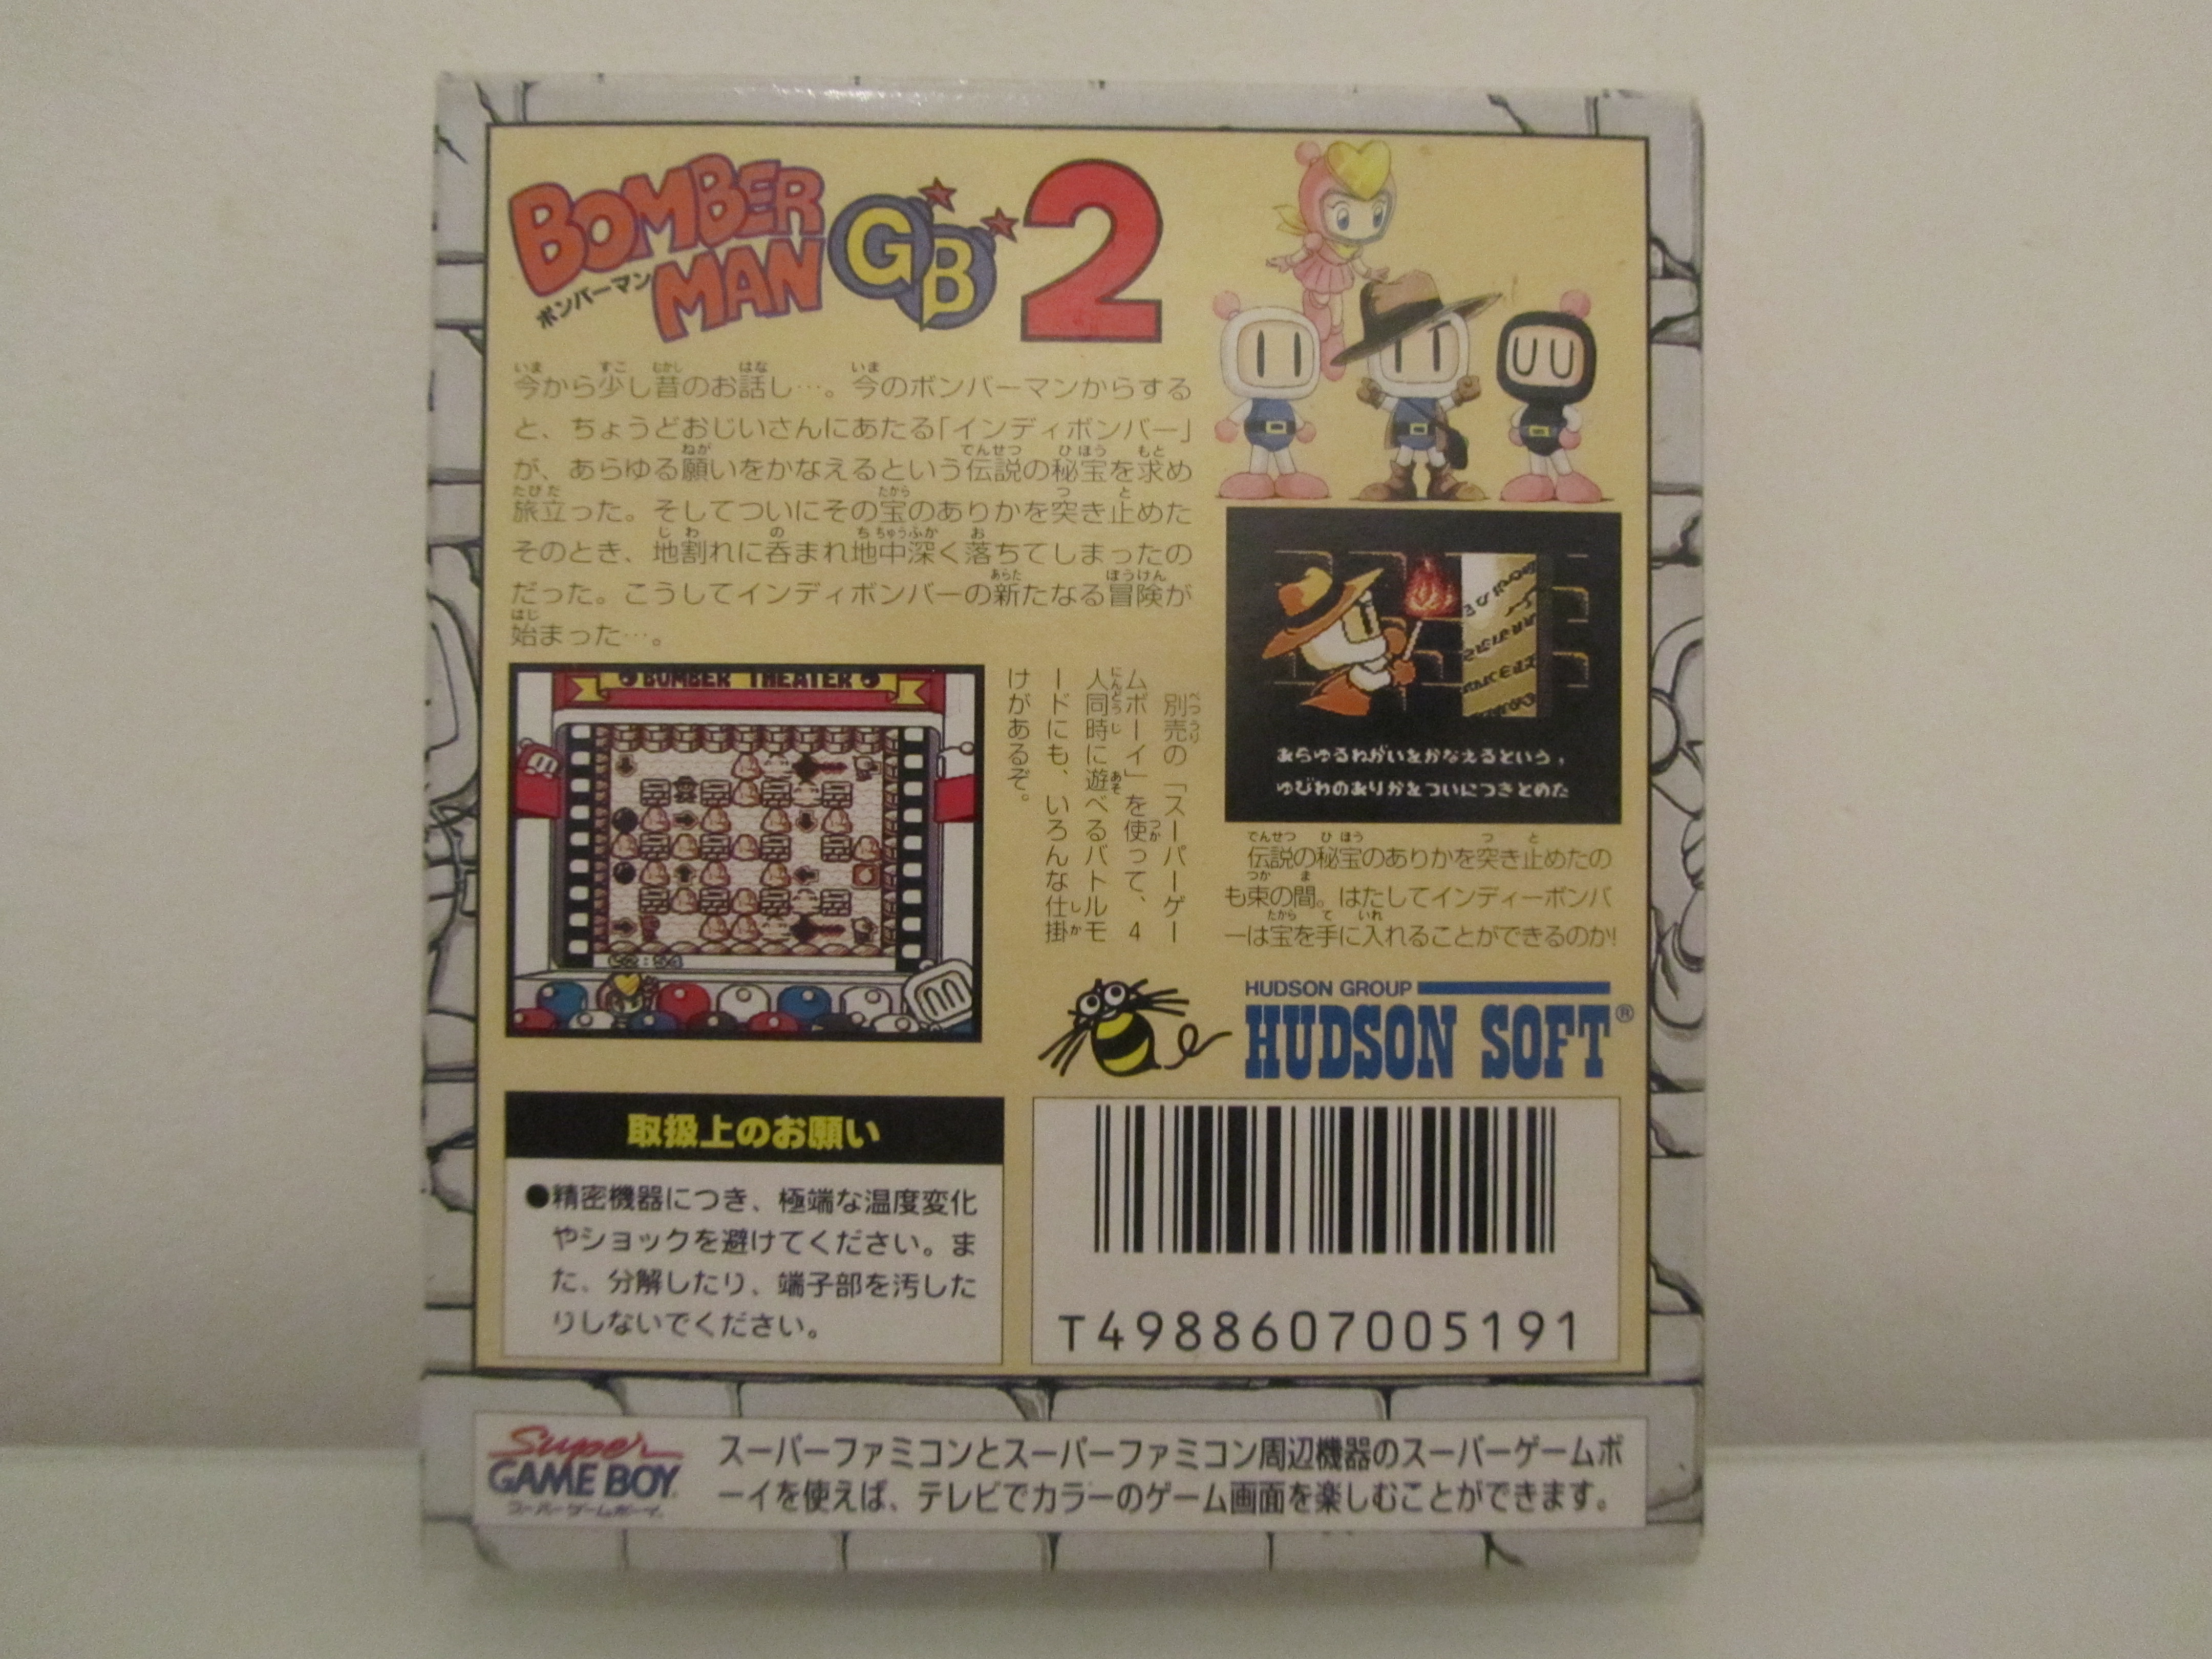 BOMBER
MAN
ボンバーマン
GB
2
今から少し昔のお話し…。今のボンバーマンからする
と、ちょうどおじいさんにあたる「インディボンバー」
が、あらゆる願いをかなえるという伝説の秘宝を求め
旅立った。そしてついにその宝のありかを突き止めた
そのとき、地割れに呑まれ地中深く落ちてしまったの
だった。こうしてインディボンバーの新たなる冒険が
始まった…。
BOMBER THEATER
別売の「スーパーゲー
ムボーイ」を使って、4
人同時に遊べるバトルモ
ードにも、いろんな仕掛
けがあるぞ。
あらゆるねがいをかなえるという、
ゆびわのありかをついにつきとめた
伝説の秘宝のありかを突き止めたの
も束の間。はたしてインディーボンバ
ーは宝を手に入れることができるのか!
HUDSON GROUP
HUDSON SOFT®
取扱上のお願い
●精密機器につき、極端な温度変化
やショックを避けてください。ま
た、分解したり、端子部を汚した
りしないでください。
T4988607005191
Super
GAME BOY
スーパーゲームボーイ
スーパーファミコンとスーパーファミコン周辺機器のスーパーゲームボ
ーイを使えば、テレビでカラーのゲーム画面を楽しむことができます。